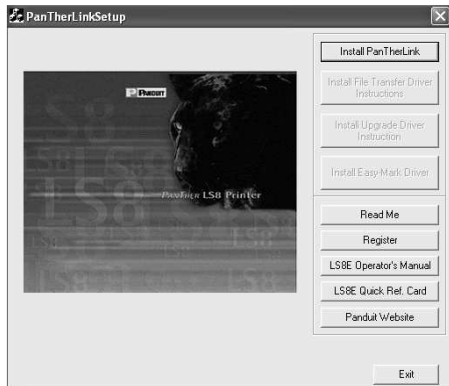 PanTherLinkSetup
Install PanTherLink
Install File Transfer Driver
Instructions
Install Upgrade Driver
Instruction
Install Easy-Mark Driver
PANDUIT
PANTHER LS8 Printer
LS8
Read Me
Register
LS8E Operator's Manual
LS8E Quick Ref. Card
Panduit Website
Exit